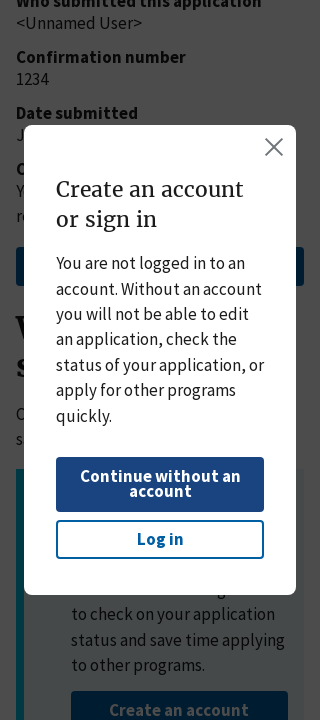 Who submitted this application
<Unnamed User>
Confirmation number
1234
Date submitted
Create an account
or sign in
You are not logged in to an
account. Without an account
you will not be able to edit
an application, check the
status of your application, or
apply for other programs
quickly.
Continue without an
account
Log in
to check on your application
status and save time applying
to other programs.
Create an account